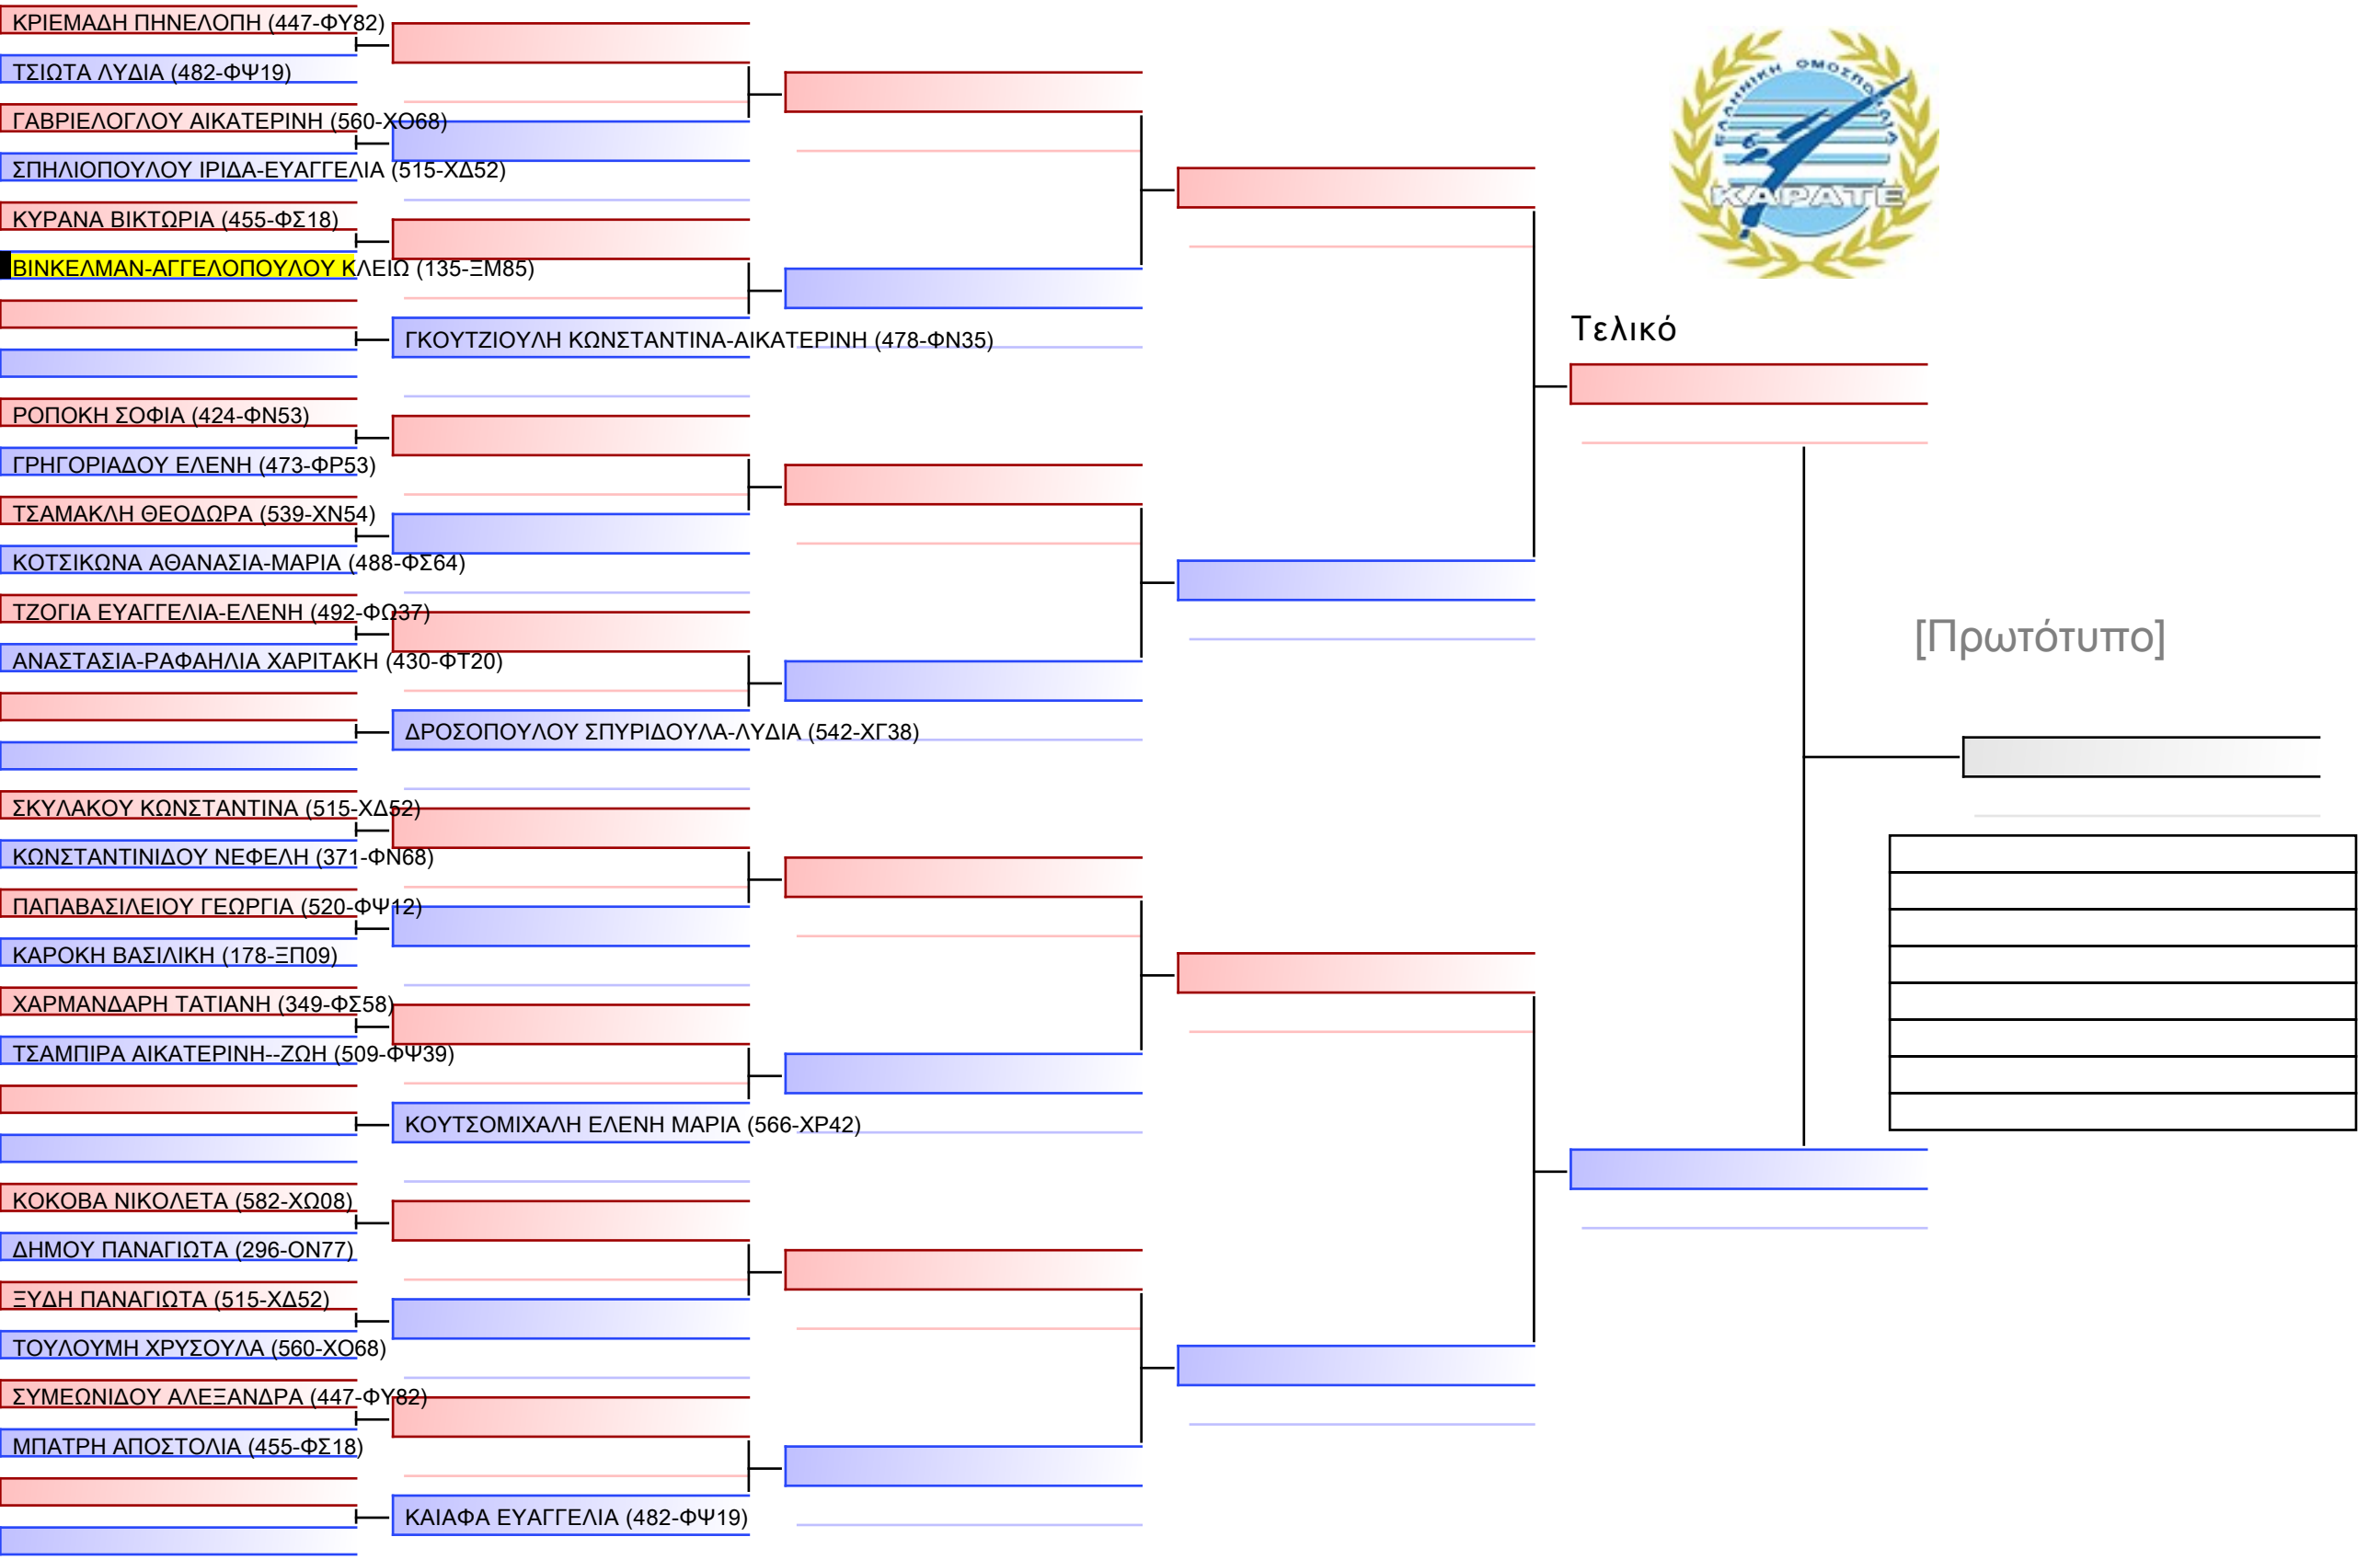 ΚΡΙΕΜΑΔΗ ΠΗΝΕΛΟΠΗ (447-ΦΥ82)
ΤΣΙΩΤΑ ΛΥΔΙΑ (482-ΦΨ19)
ΓΑΒΡΙΕΛΟΓΛΟΥ ΑΙΚΑΤΕΡΙΝΗ (560-ΧΟ68)
ΣΠΗΛΙΟΠΟΥΛΟΥ ΙΡΙΔΑ-ΕΥΑΓΓΕΛΙΑ (515-ΧΔ52)
ΚΥΡΑΝΑ ΒΙΚΤΩΡΙΑ (455-ΦΣ18)
ΒΙΝΚΕΛΜΑΝ-ΑΓΓΕΛΟΠΟΥΛΟΥ ΚΛΕΙΩ (135-ΞΜ85)
ΓΚΟΥΤΖΙΟΥΛΗ ΚΩΝΣΤΑΝΤΙΝΑ-ΑΙΚΑΤΕΡΙΝΗ (478-ΦΝ35)
ΡΟΠΟΚΗ ΣΟΦΙΑ (424-ΦΝ53)
ΓΡΗΓΟΡΙΑΔΟΥ ΕΛΕΝΗ (473-ΦΡ53)
ΤΣΑΜΑΚΛΗ ΘΕΟΔΩΡΑ (539-ΧΝ54)
ΚΟΤΣΙΚΩΝΑ ΑΘΑΝΑΣΙΑ-ΜΑΡΙΑ (488-ΦΣ64)
ΤΖΟΓΙΑ ΕΥΑΓΓΕΛΙΑ-ΕΛΕΝΗ (492-ΦΩ37)
ΑΝΑΣΤΑΣΙΑ-ΡΑΦΑΗΛΙΑ ΧΑΡΙΤΑΚΗ (430-ΦΤ20)
ΔΡΟΣΟΠΟΥΛΟΥ ΣΠΥΡΙΔΟΥΛΑ-ΛΥΔΙΑ (542-ΧΓ38)
ΣΚΥΛΑΚΟΥ ΚΩΝΣΤΑΝΤΙΝΑ (515-ΧΔ52)
ΚΩΝΣΤΑΝΤΙΝΙΔΟΥ ΝΕΦΕΛΗ (371-ΦΝ68)
ΠΑΠΑΒΑΣΙΛΕΙΟΥ ΓΕΩΡΓΙΑ (520-ΦΨ12)
ΚΑΡΟΚΗ ΒΑΣΙΛΙΚΗ (178-ΞΠ09)
ΧΑΡΜΑΝΔΑΡΗ ΤΑΤΙΑΝΗ (349-ΦΣ58)
ΤΣΑΜΠΙΡΑ ΑΙΚΑΤΕΡΙΝΗ--ΖΩΗ (509-ΦΨ39)
ΚΟΥΤΣΟΜΙΧΑΛΗ ΕΛΕΝΗ ΜΑΡΙΑ (566-ΧΡ42)
ΚΟΚΟΒΑ ΝΙΚΟΛΕΤΑ (582-ΧΩ08)
ΔΗΜΟΥ ΠΑΝΑΓΙΩΤΑ (296-ΟΝ77)
ΞΥΔΗ ΠΑΝΑΓΙΩΤΑ (515-ΧΔ52)
ΤΟΥΛΟΥΜΗ ΧΡΥΣΟΥΛΑ (560-ΧΟ68)
ΣΥΜΕΩΝΙΔΟΥ ΑΛΕΞΑΝΔΡΑ (447-ΦΥ82)
ΜΠΑΤΡΗ ΑΠΟΣΤΟΛΙΑ (455-ΦΣ18)
ΚΑΙΑΦΑ ΕΥΑΓΓΕΛΙΑ (482-ΦΨ19)
ΕΛΛΗΝΙΚΗ ΟΜΟΣΠΟΝΔΙΑ
ΚΑΡΑΤΕ
Τελικό
[Πρωτότυπο]